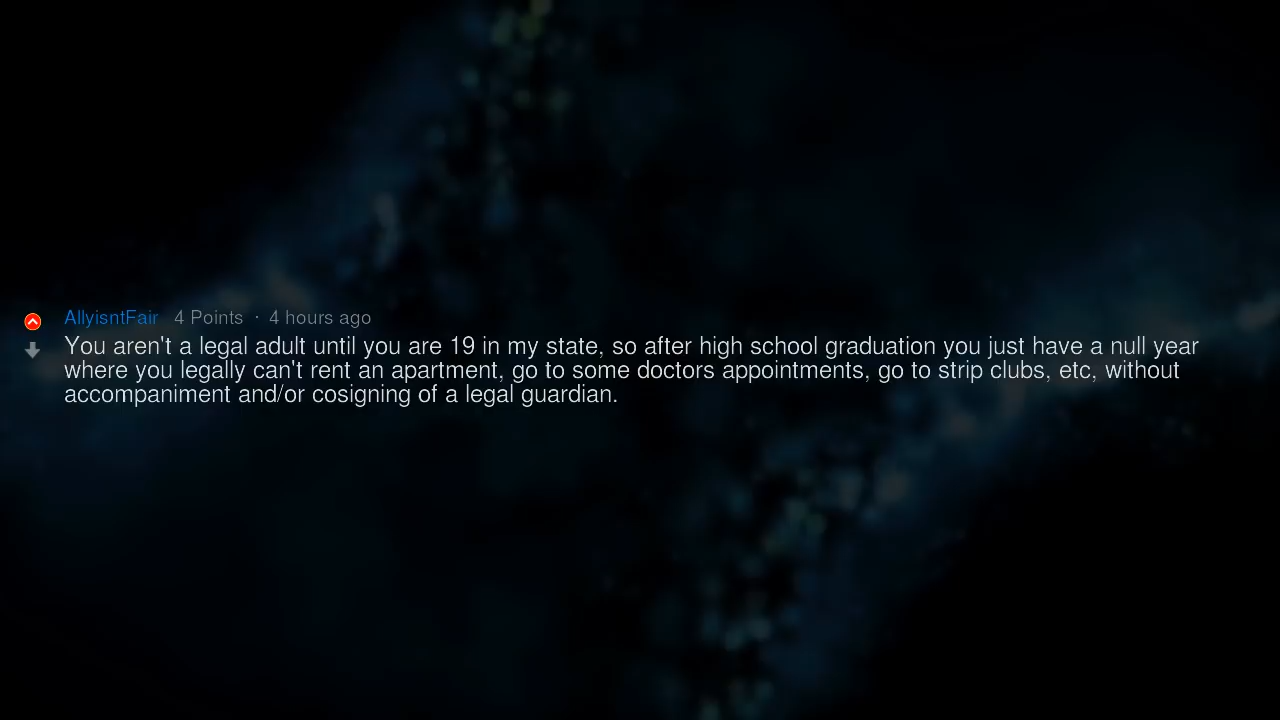 AllyisntFair 4 Points · 4 hours ago
You aren't a legal adult until you are 19 in my state, so after high school graduation you just have a null year
where you legally can't rent an apartment, go to some doctors appointments, go to strip clubs, etc, without
accompaniment and/or cosigning of a legal guardian.